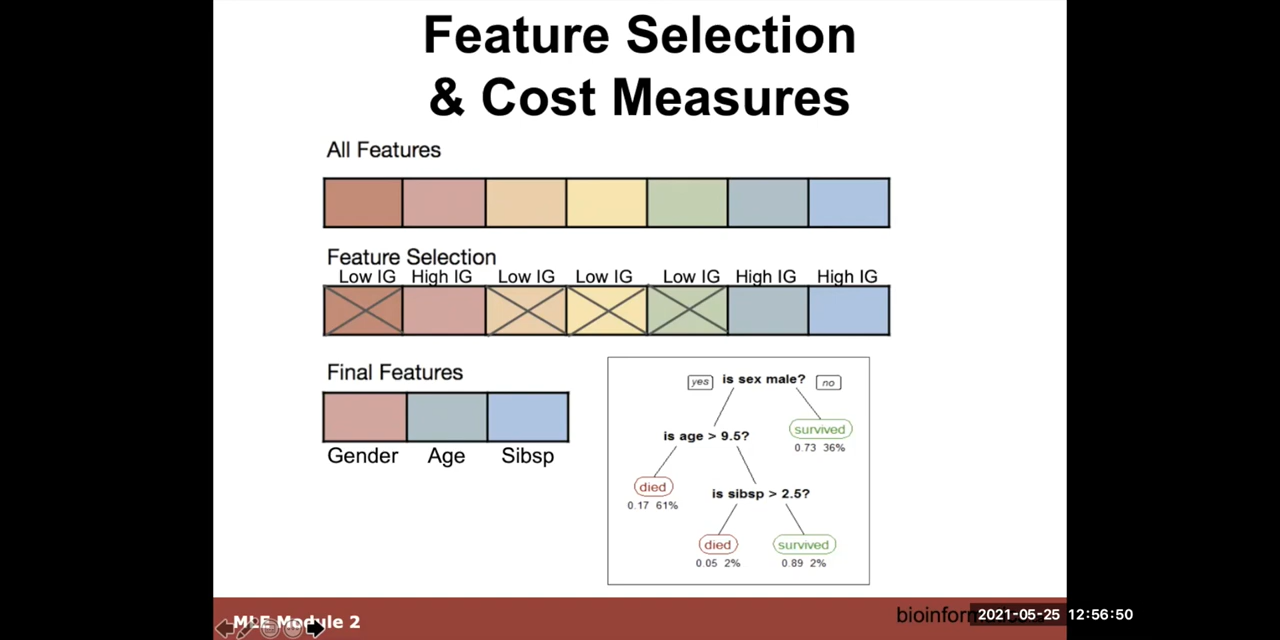 Feature Selection
& Cost Measures
All Features
Feature Selection
Low IG High IG Low IG Low IG Low IG High IG High IG
Final Features
Gender Age Sibsp
yes is sex male? no
survived
0.73 36%
is age > 9.5?
died
0.17 61%
is sibsp > 2.5?
died survived
0.05 2% 0.89 2%
MLE Module 2
2021-05-25 12:56:50